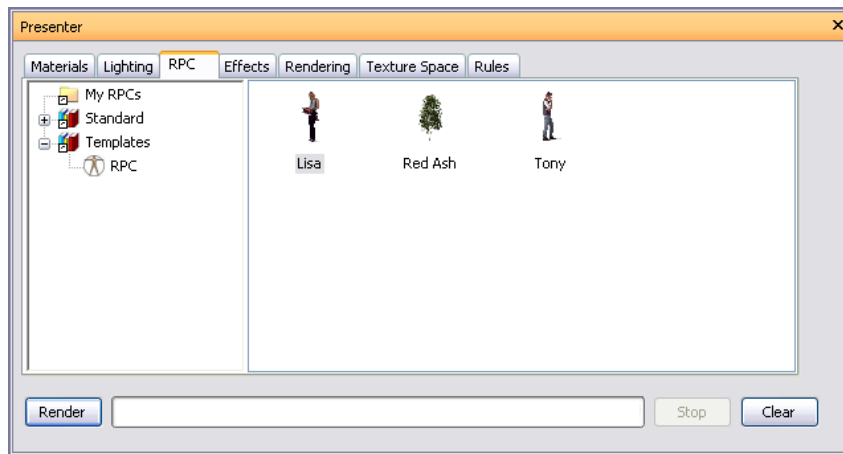 Presenter
Materials Lighting RPC Effects Rendering Texture Space Rules
My RPCs
Standard
Templates
RPC
Lisa Red Ash Tony
Render Stop Clear